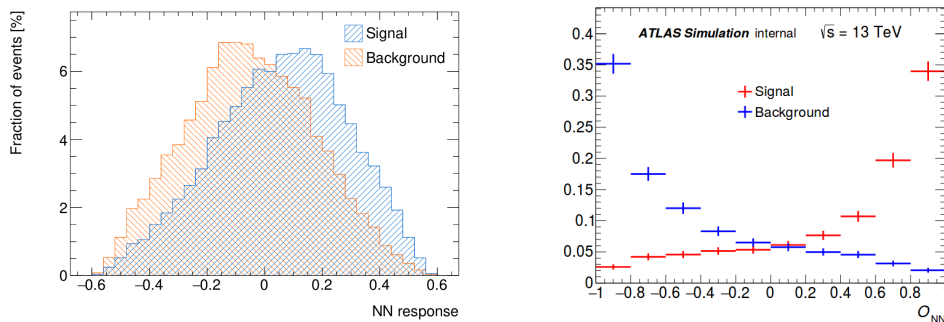 Fraction of events [%]
Signal
Background
6
4
2
0
−0.6 −0.4 −0.2 0 0.2 0.4 0.6
NN response
ATLAS Simulation internal √s = 13 TeV
Signal
Background
0.4
0.35
0.3
0.25
0.2
0.15
0.1
0.05
0
−1 −0.8 −0.6 −0.4 −0.2 0 0.2 0.4 0.6 0.8
O_NN